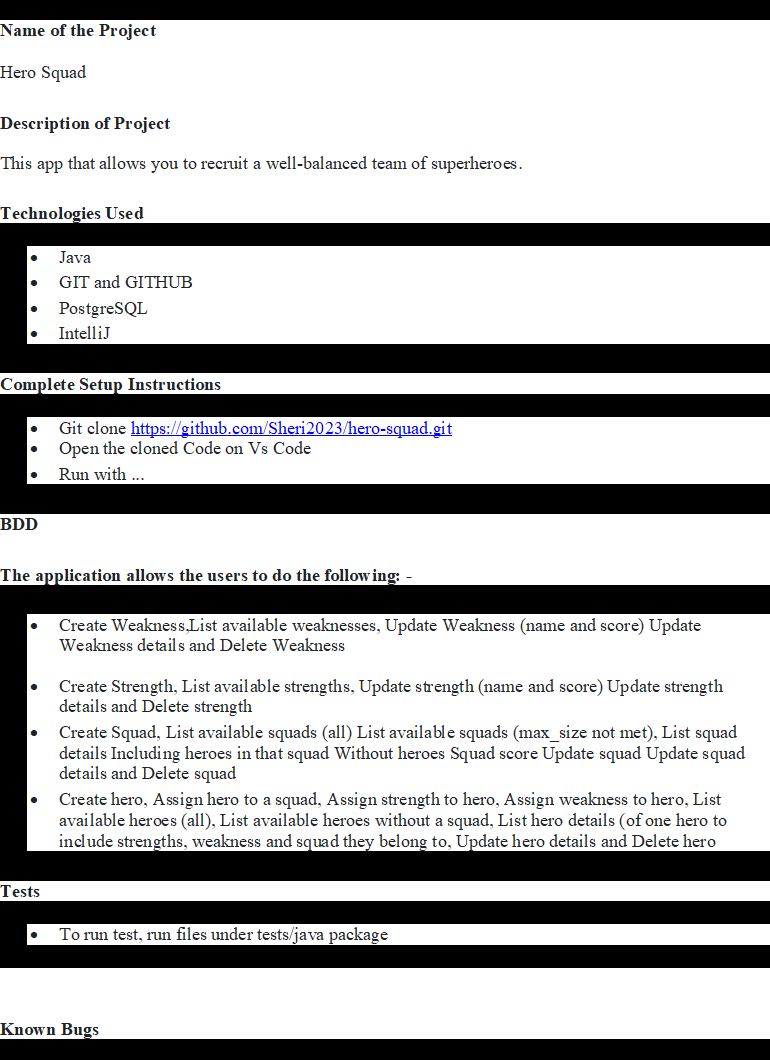 Name of the Project
Hero Squad
Description of Project
This app that allows you to recruit a well-balanced team of superheroes.
Technologies Used
• Java
• GIT and GITHUB
• PostgreSQL
• IntelliJ
Complete Setup Instructions
• Git clone https://github.com/Sheri2023/hero-squad.git
• Open the cloned Code on Vs Code
• Run with ...
BDD
The application allows the users to do the following: -
• Create Weakness,List available weaknesses, Update Weakness (name and score) Update
Weakness details and Delete Weakness
• Create Strength, List available strengths, Update strength (name and score) Update strength
details and Delete strength
• Create Squad, List available squads (all) List available squads (max_size not met), List squad
details Including heroes in that squad Without heroes Squad score Update squad Update squad
details and Delete squad
• Create hero, Assign hero to a squad, Assign strength to hero, Assign weakness to hero, List
available heroes (all), List available heroes without a squad, List hero details (of one hero to
include strengths, weakness and squad they belong to, Update hero details and Delete hero
Tests
• To run test, run files under tests/java package
Known Bugs